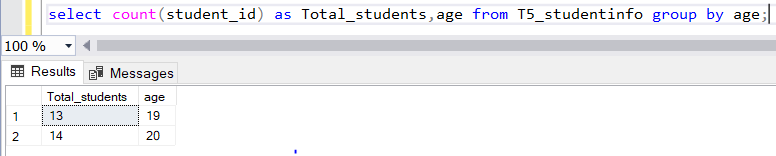 select count(student_id) as Total_students,age from T5_studentinfo group by age;
100 %
Results Messages
Total_students age
1 13 19
2 14 20